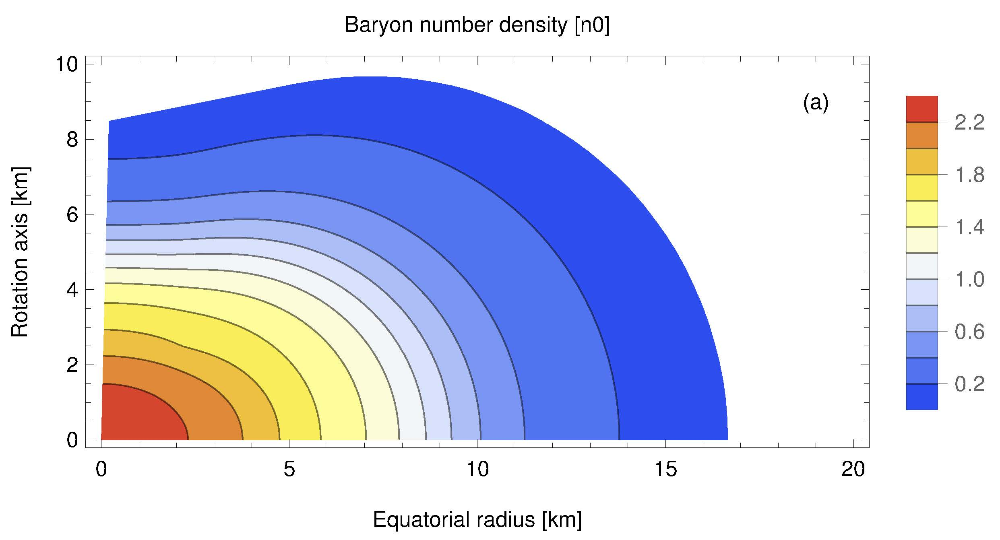 Baryon number density [n0]
(a)
Rotation axis [km]
10
8
6
4
2
0
0 5 10 15 20
Equatorial radius [km]
2.2
1.8
1.4
1.0
0.6
0.2